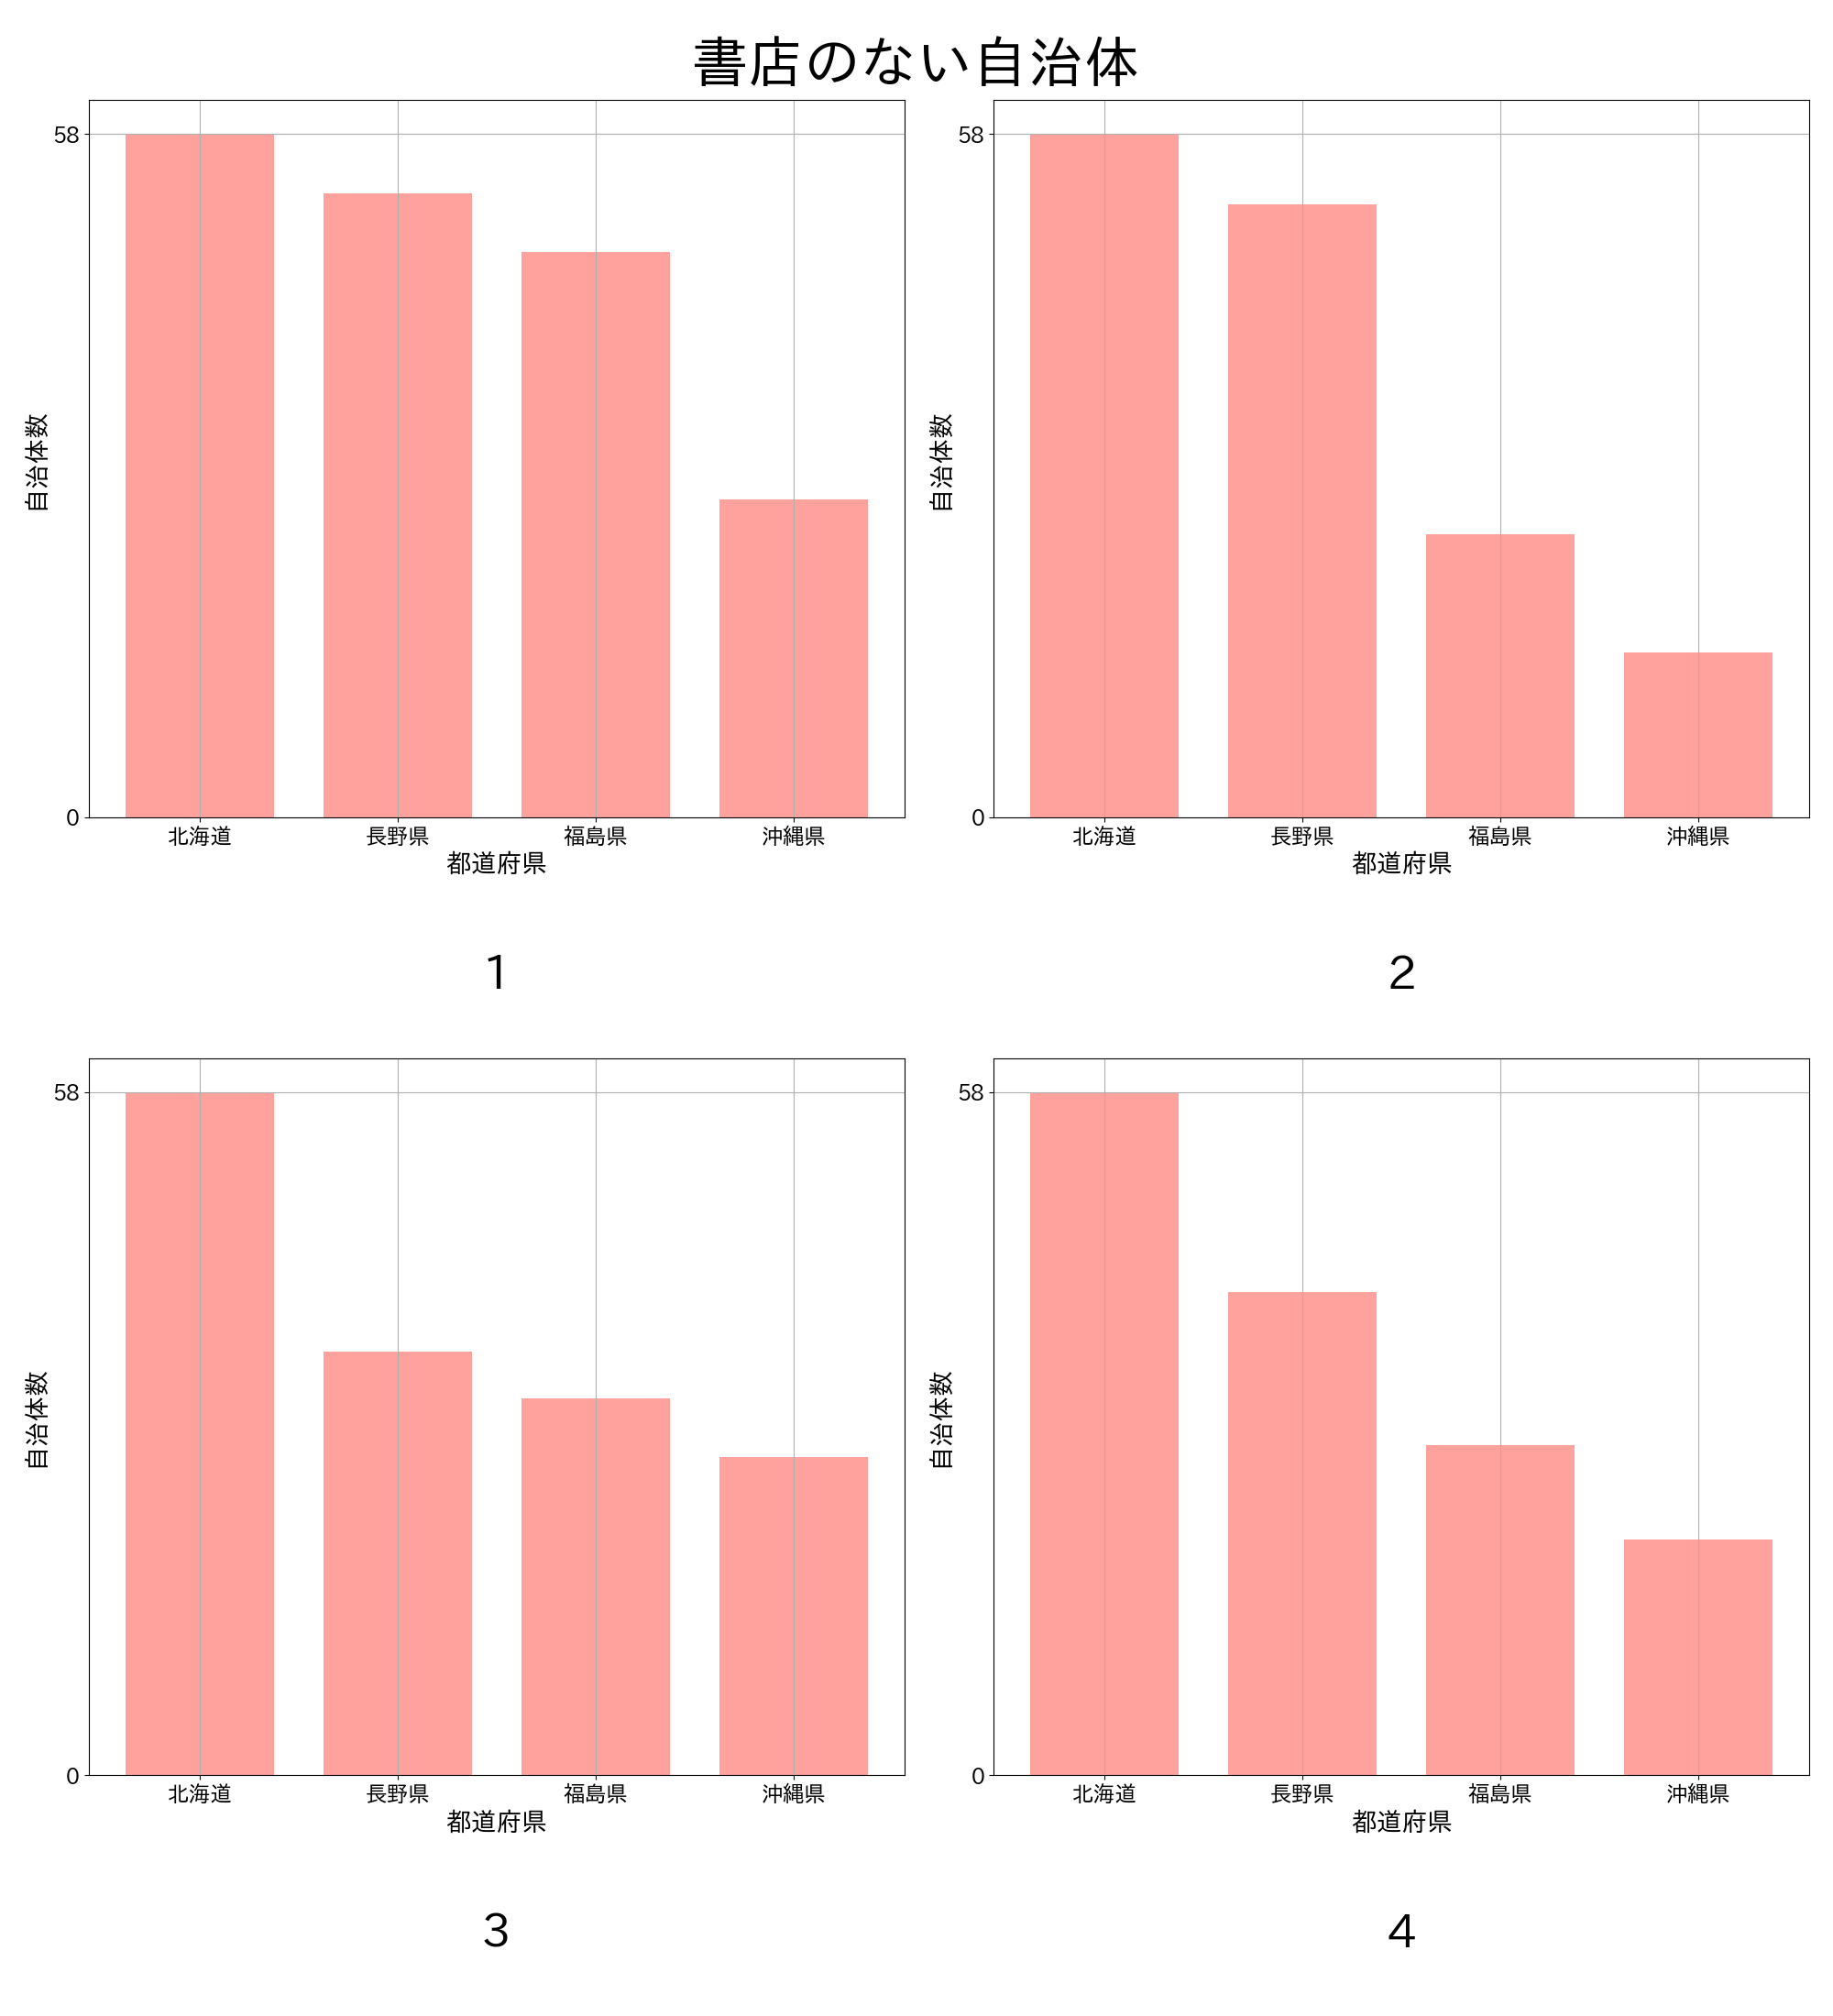 書店のない自治体
58
0
自治体数
北海道 長野県 福島県 沖縄県
都道府県
1
58
0
自治体数
北海道 長野県 福島県 沖縄県
都道府県
2
58
0
自治体数
北海道 長野県 福島県 沖縄県
都道府県
3
58
0
自治体数
北海道 長野県 福島県 沖縄県
都道府県
4